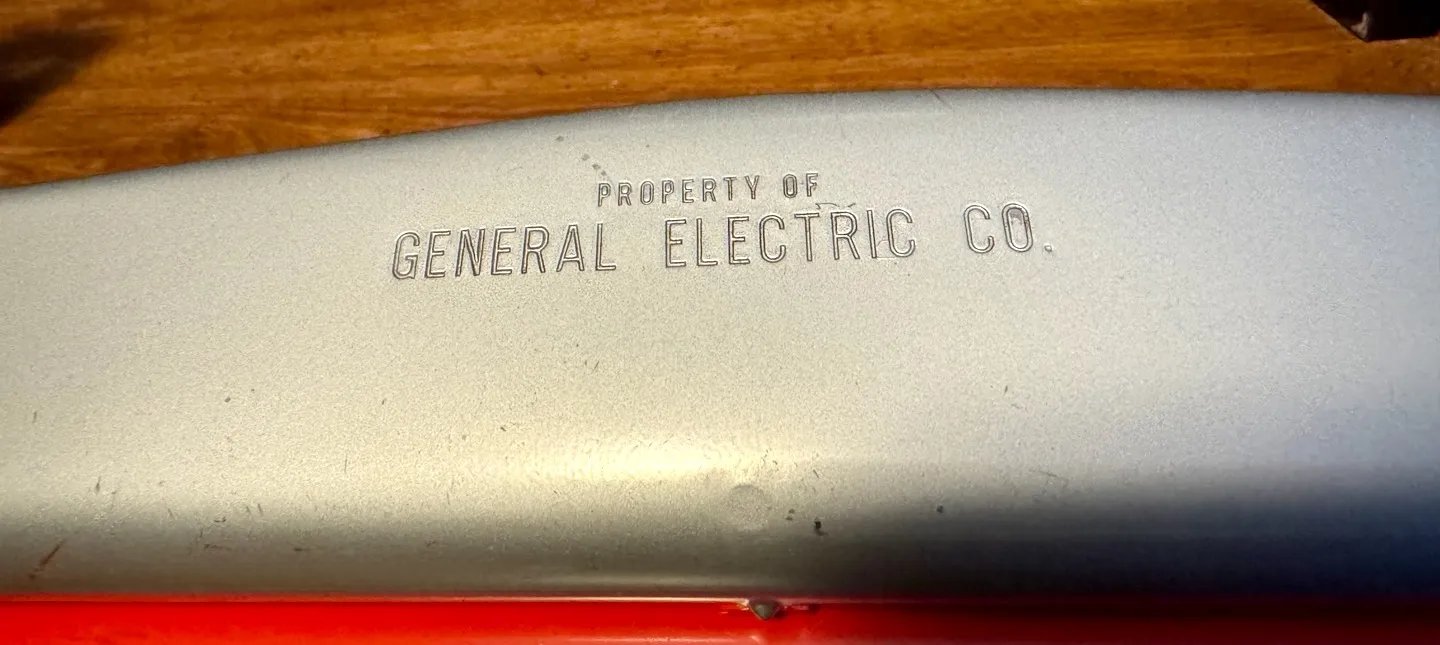 PROPERTY OF
GENERAL ELECTRIC CO.